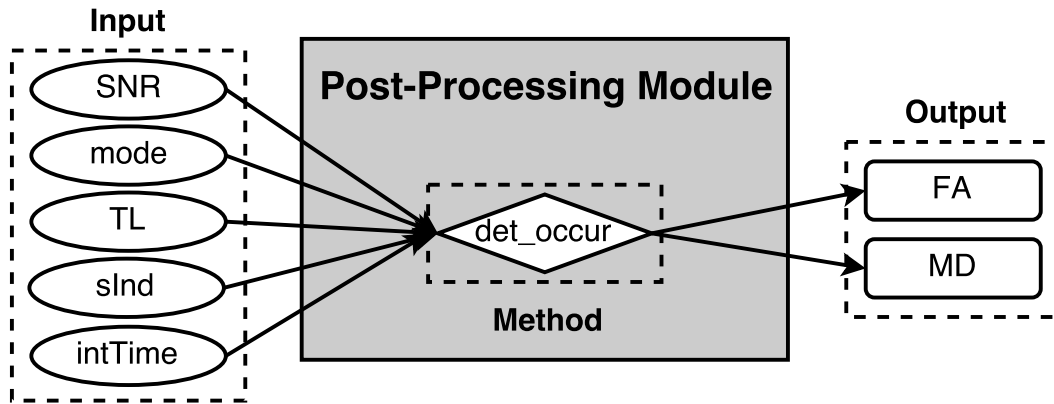 Input
SNR
mode
TL
sInd
intTime
Post-Processing Module
det_occur
Method
Output
FA
MD